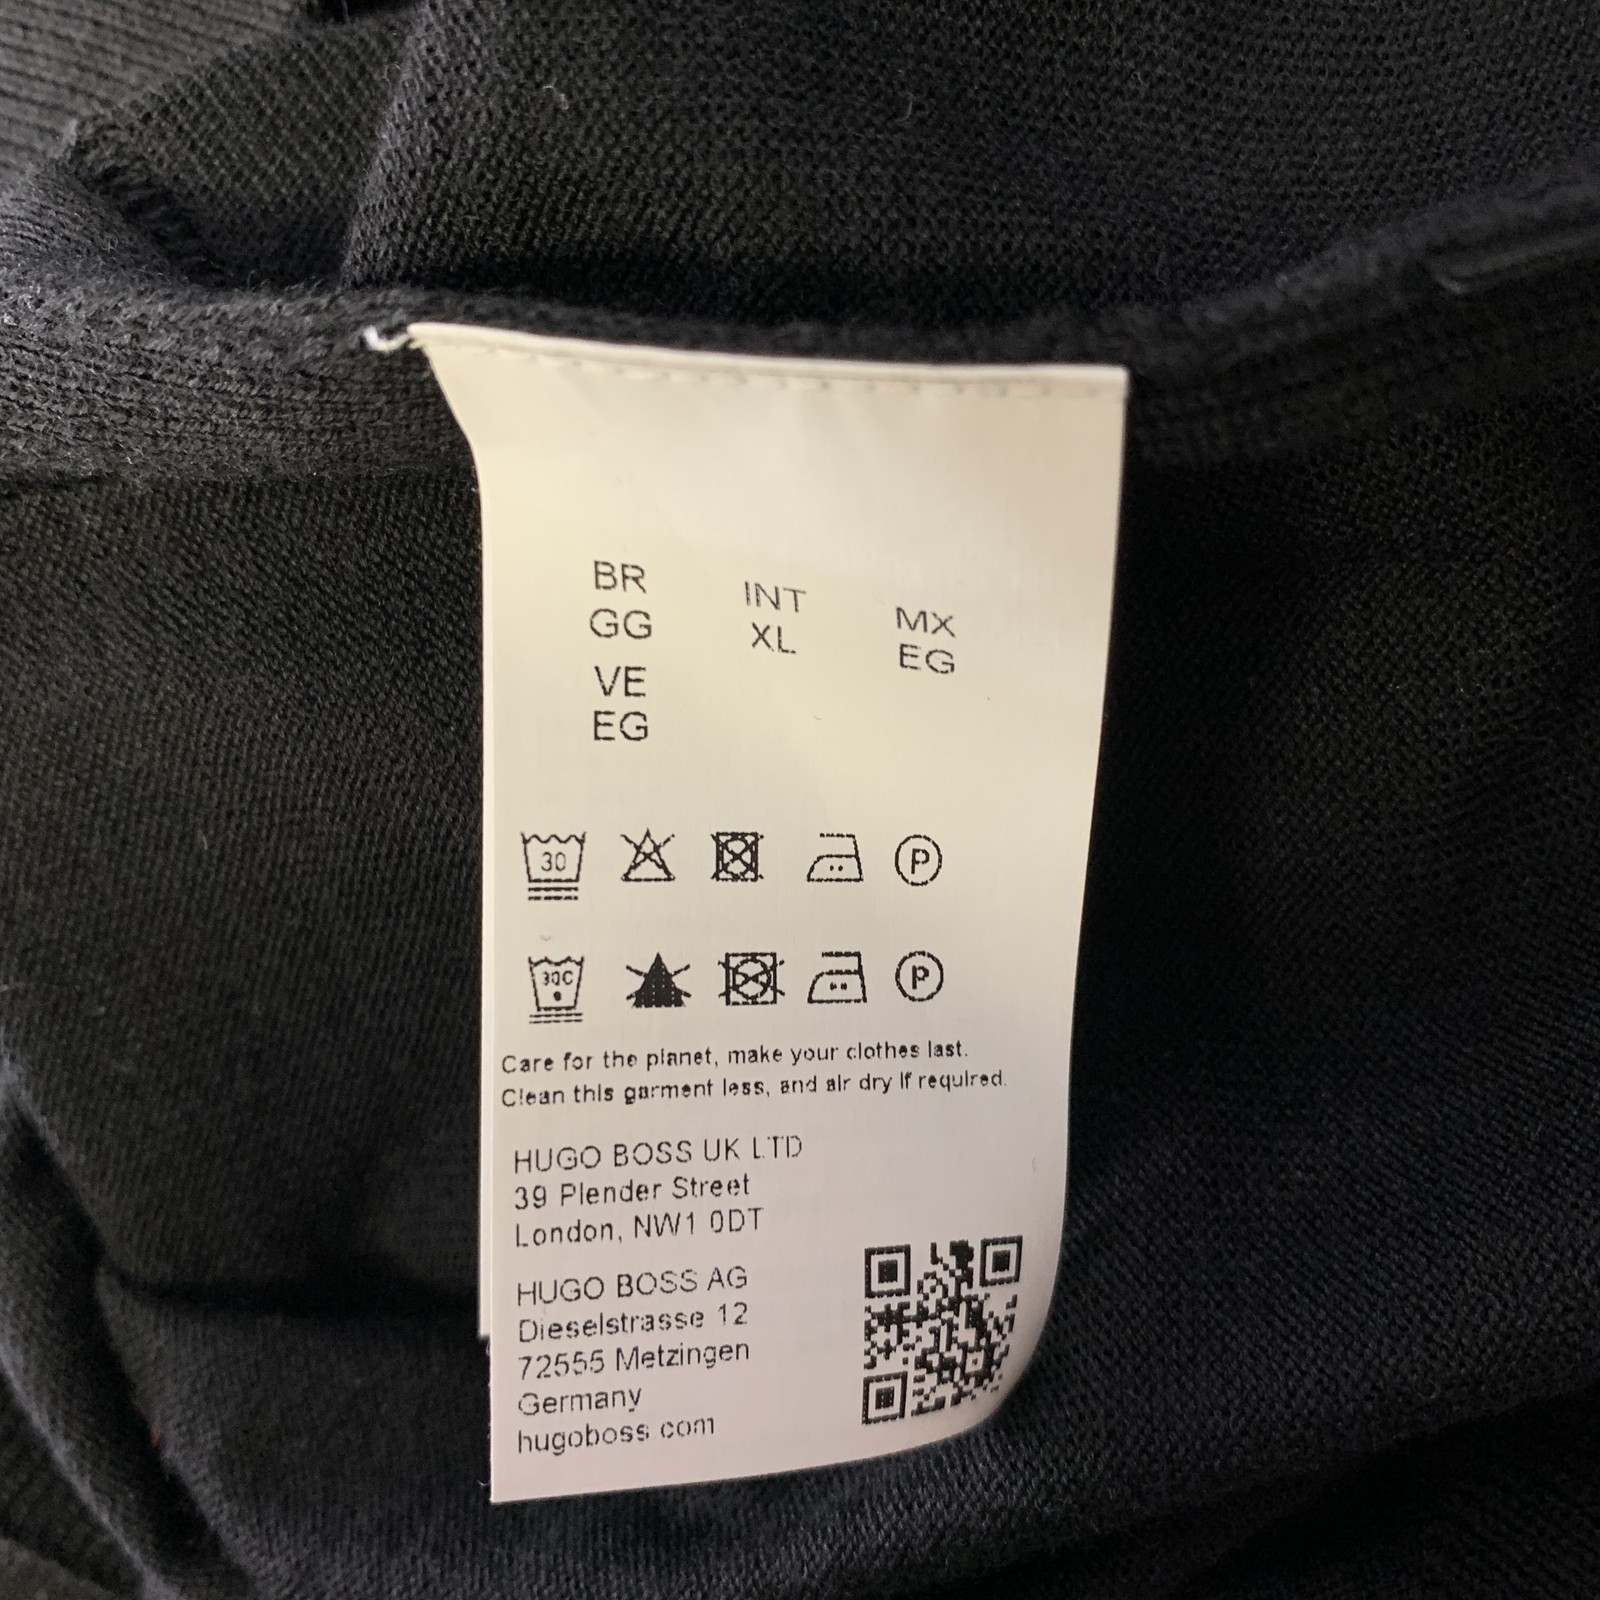 BR
GG
INT
XL
MX
EG
VE
EG
30
P
30C
P
Care for the planet, make your clothes last.
Clean this garment less, and air dry if required.
HUGO BOSS UK LTD
39 Plender Street
London, NW1 0DT
HUGO BOSS AG
Dieselstrasse 12
72555 Metzingen
Germany
hugoboss com